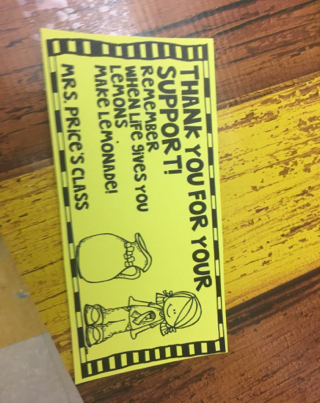 THANK YOU FOR YOUR
SUPPORT!
REMEMBER
WHEN LIFE GIVES YOU
LEMONS
MAKE LEMONADE!
MRS. PRICE'S CLASS